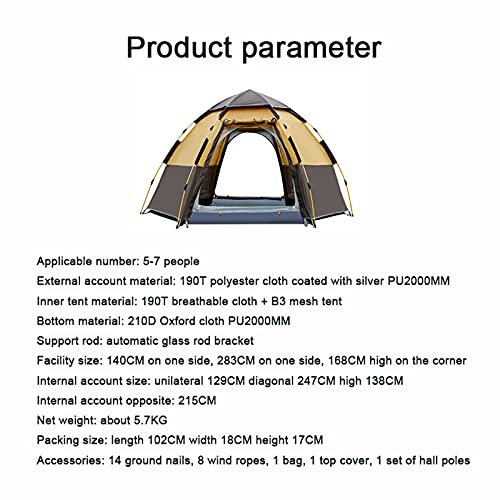 Product parameter
Applicable number: 5-7 people
External account material: 190T polyester cloth coated with silver PU2000MM
Inner tent material: 190T breathable cloth + B3 mesh tent
Bottom material: 210D Oxford cloth PU2000MM
Support rod: automatic glass rod bracket
Facility size: 140CM on one side, 283CM on one side, 168CM high on the corner
Internal account size: unilateral 129CM diagonal 247CM high 138CM
Internal account opposite: 215CM
Net weight: about 5.7KG
Packing size: length 102CM width 18CM height 17CM
Accessories: 14 ground nails, 8 wind ropes, 1 bag, 1 top cover, 1 set of hall poles